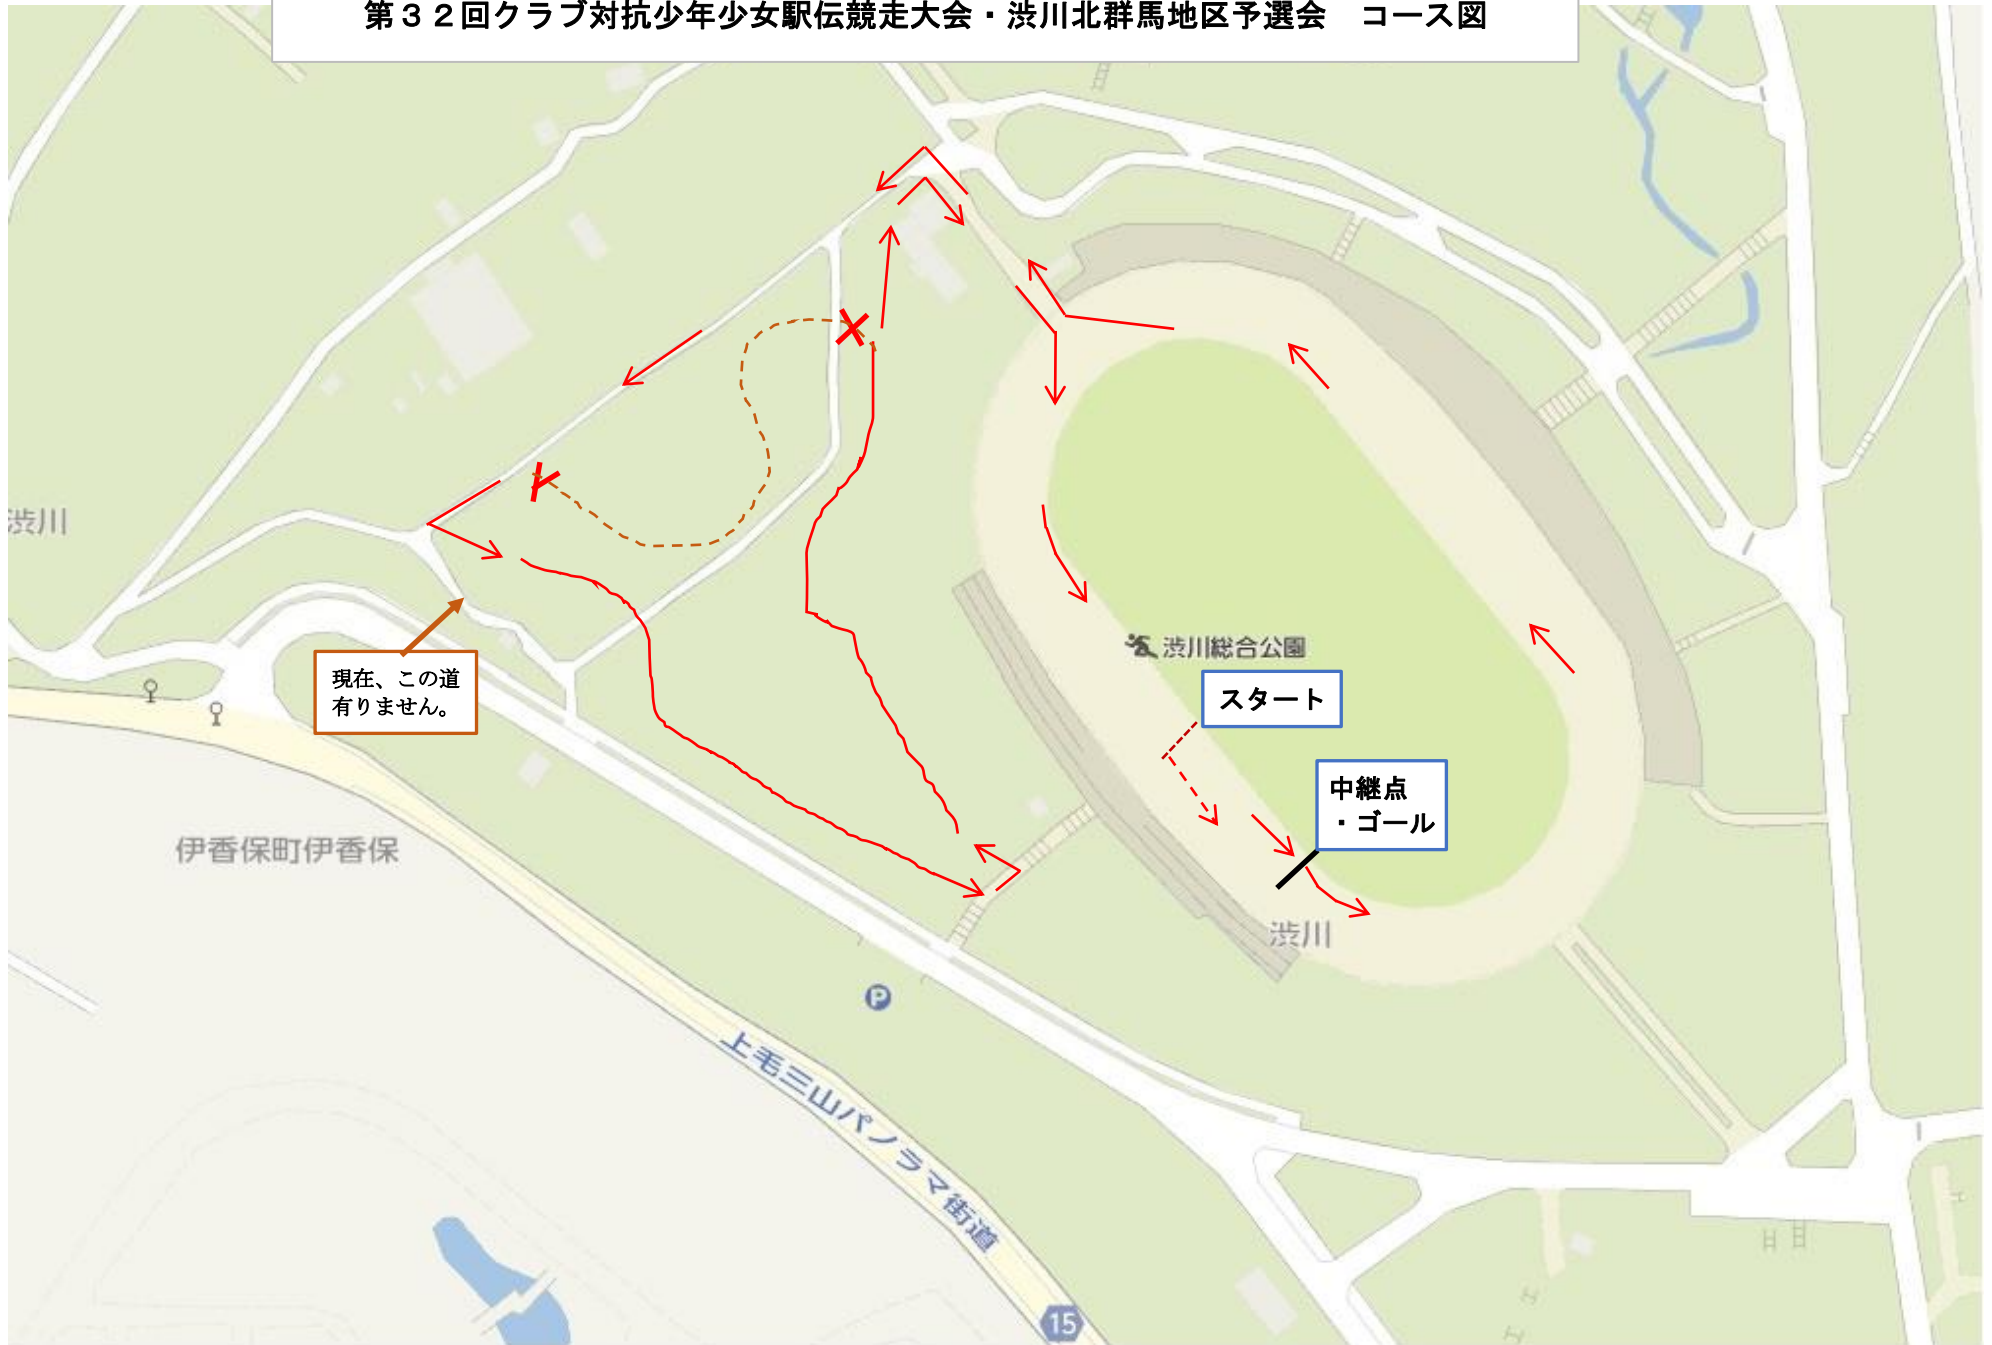 第３２回クラブ対抗少年少女駅伝競走大会・渋川北群馬地区予選会　コース図
渋川
渋川総合公園
現在、この道
有りません。
スタート
中継点
・ゴール
伊香保町伊香保
渋川
P
上毛三山パノラマ街道
15